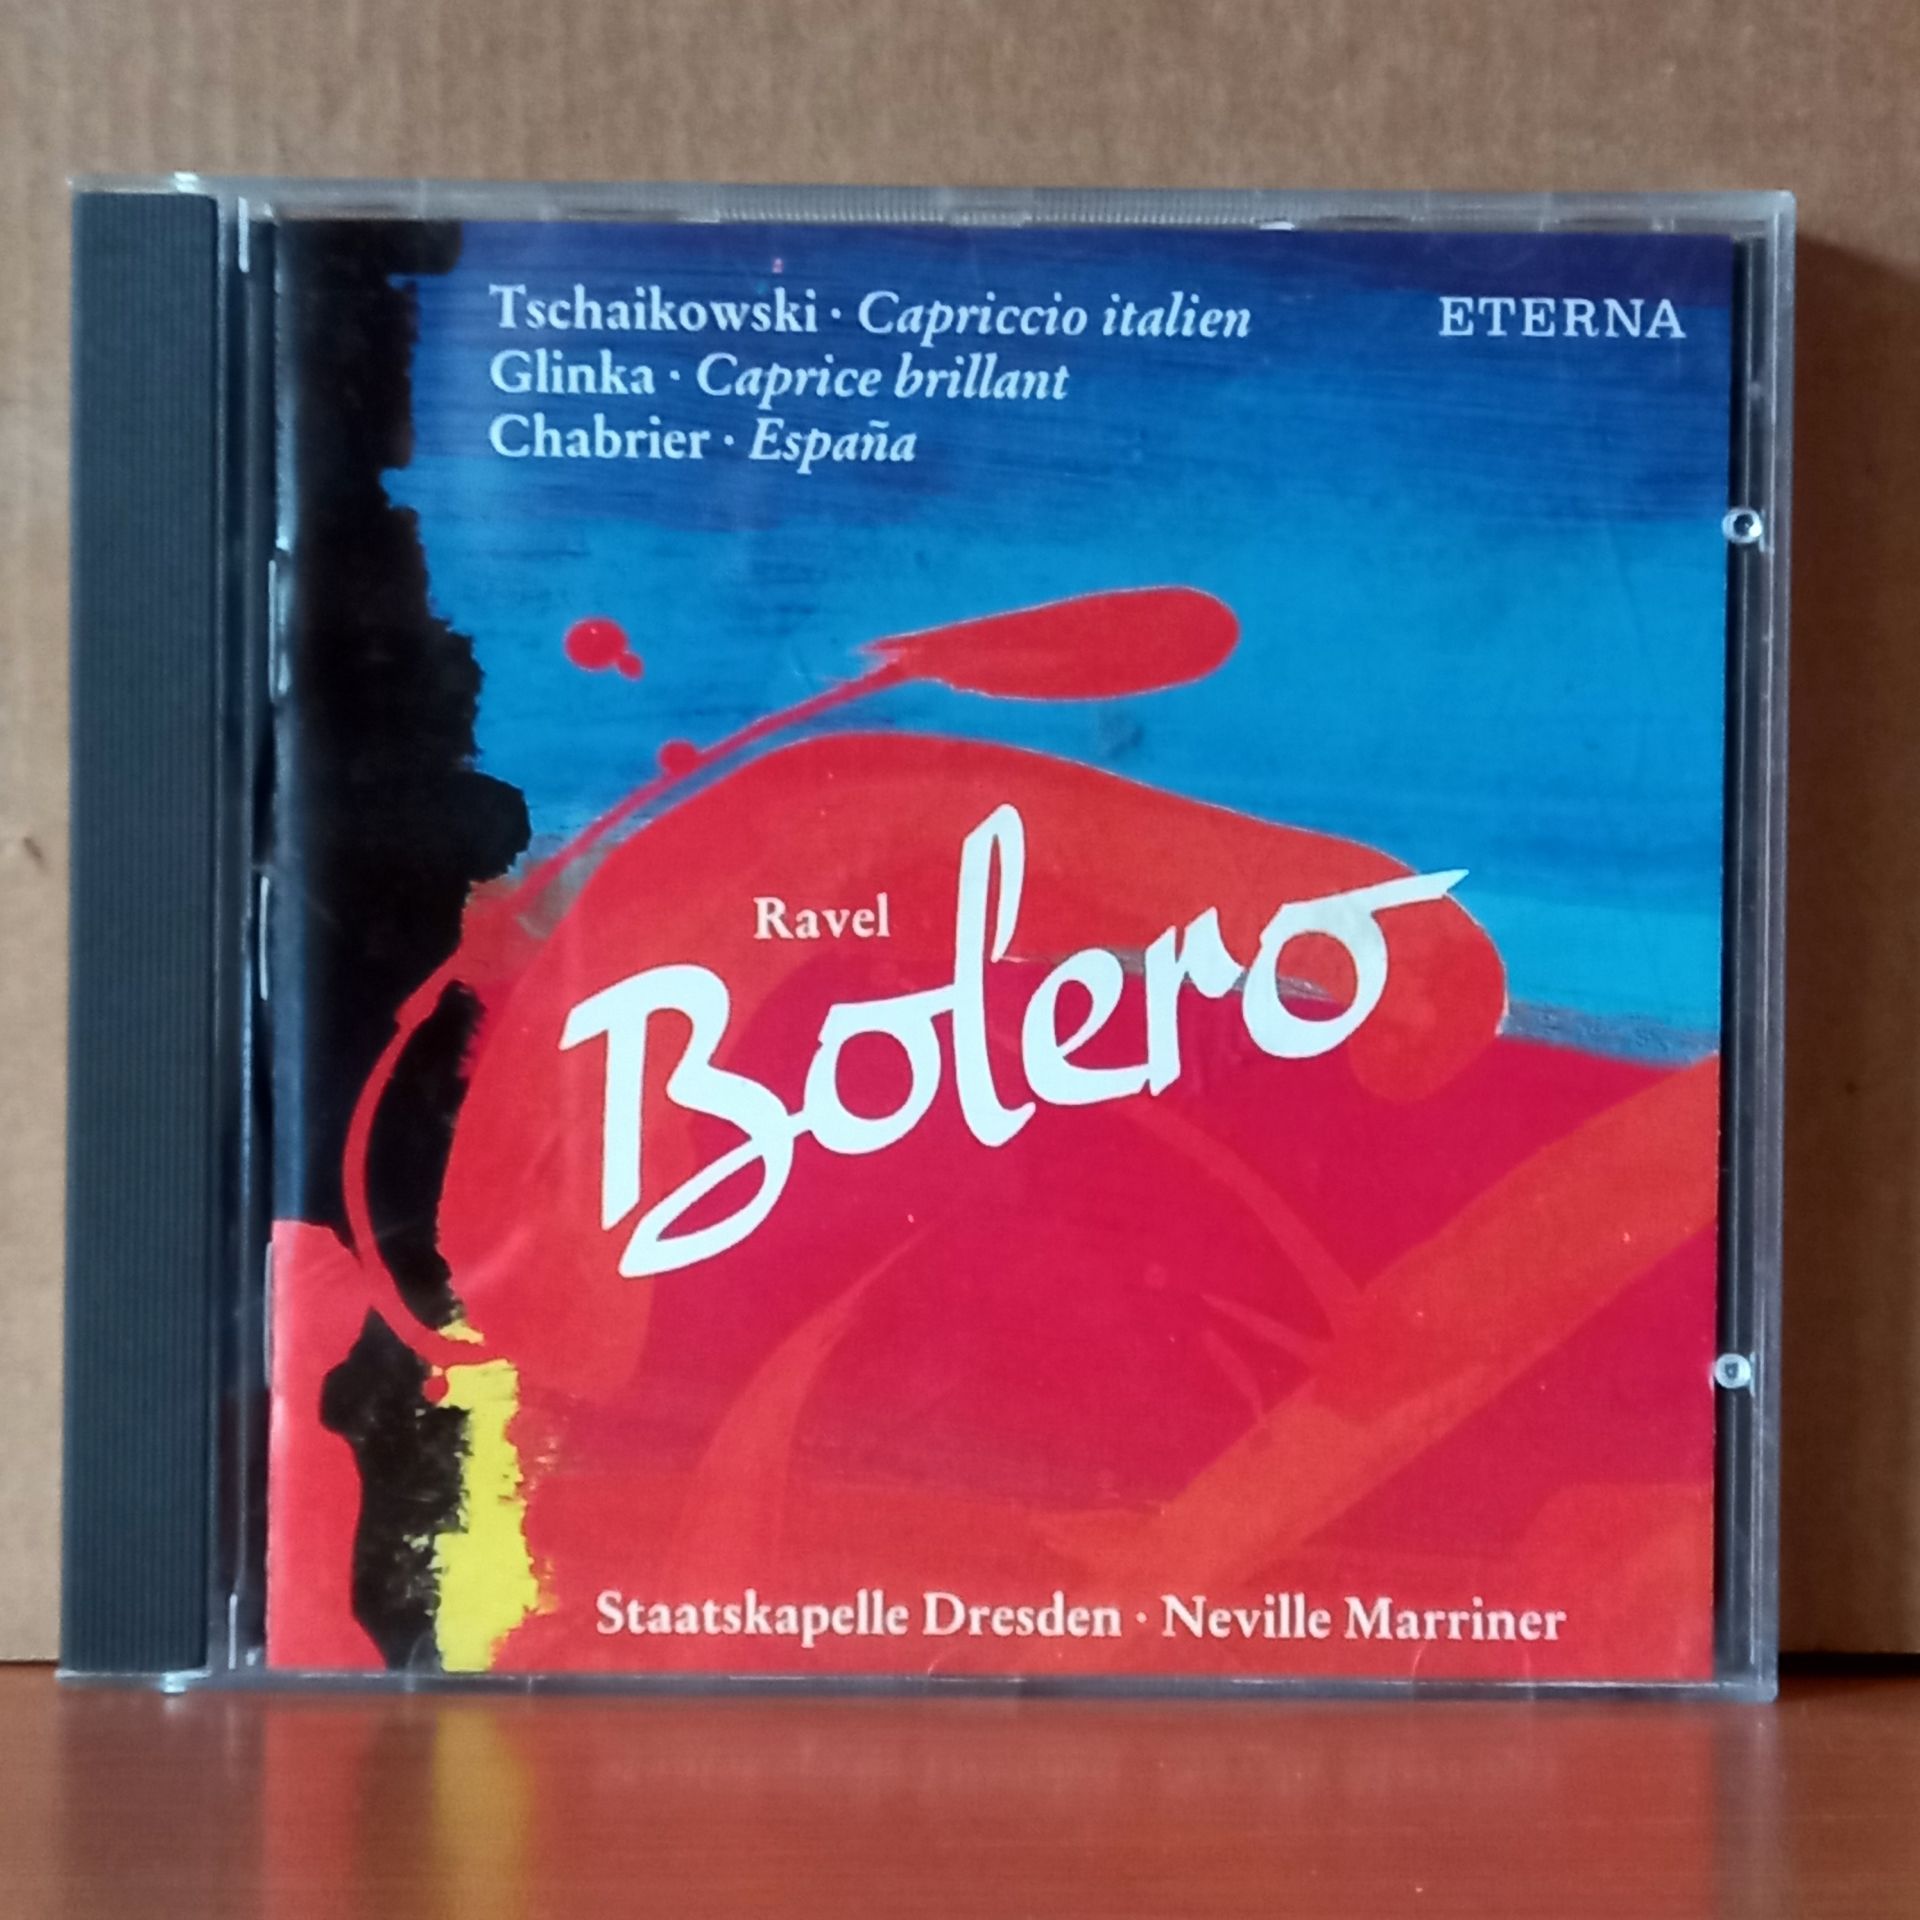 Tschaikowski · Capriccio italien
ETERNA
Glinka · Caprice brillant
Chabrier · España
Ravel
Bolero
Staatskapelle Dresden · Neville Marriner